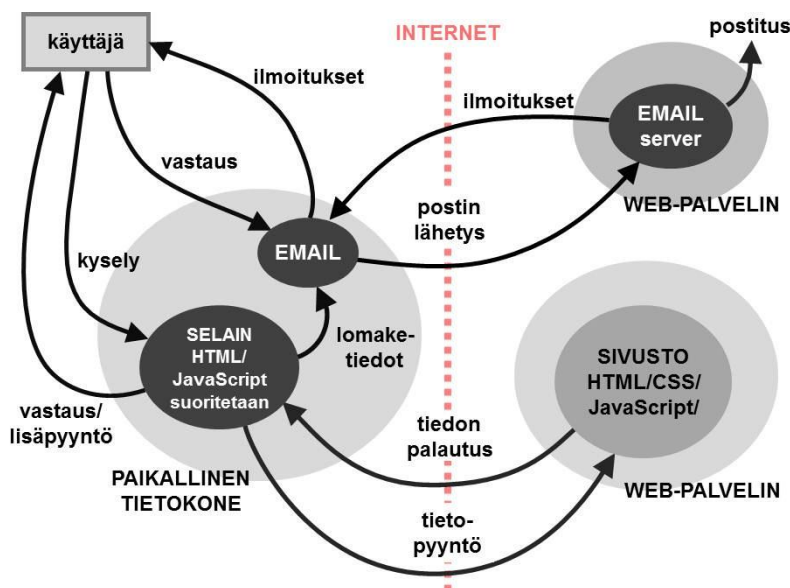 käyttäjä
INTERNET
postitus
ilmoitukset
ilmoitukset
EMAIL
server
vastaus
WEB-PALVELIN
postin
lähetys
EMAIL
kysely
SELAIN
HTML/
JavaScript
suoritetaan
lomake-
tiedot
SIVUSTO
HTML/CSS/
JavaScript/
vastaus/
lisäpyyntö
tiedon
palautus
PAIKALLINEN
TIETOKONE
WEB-PALVELIN
tieto-
pyyntö